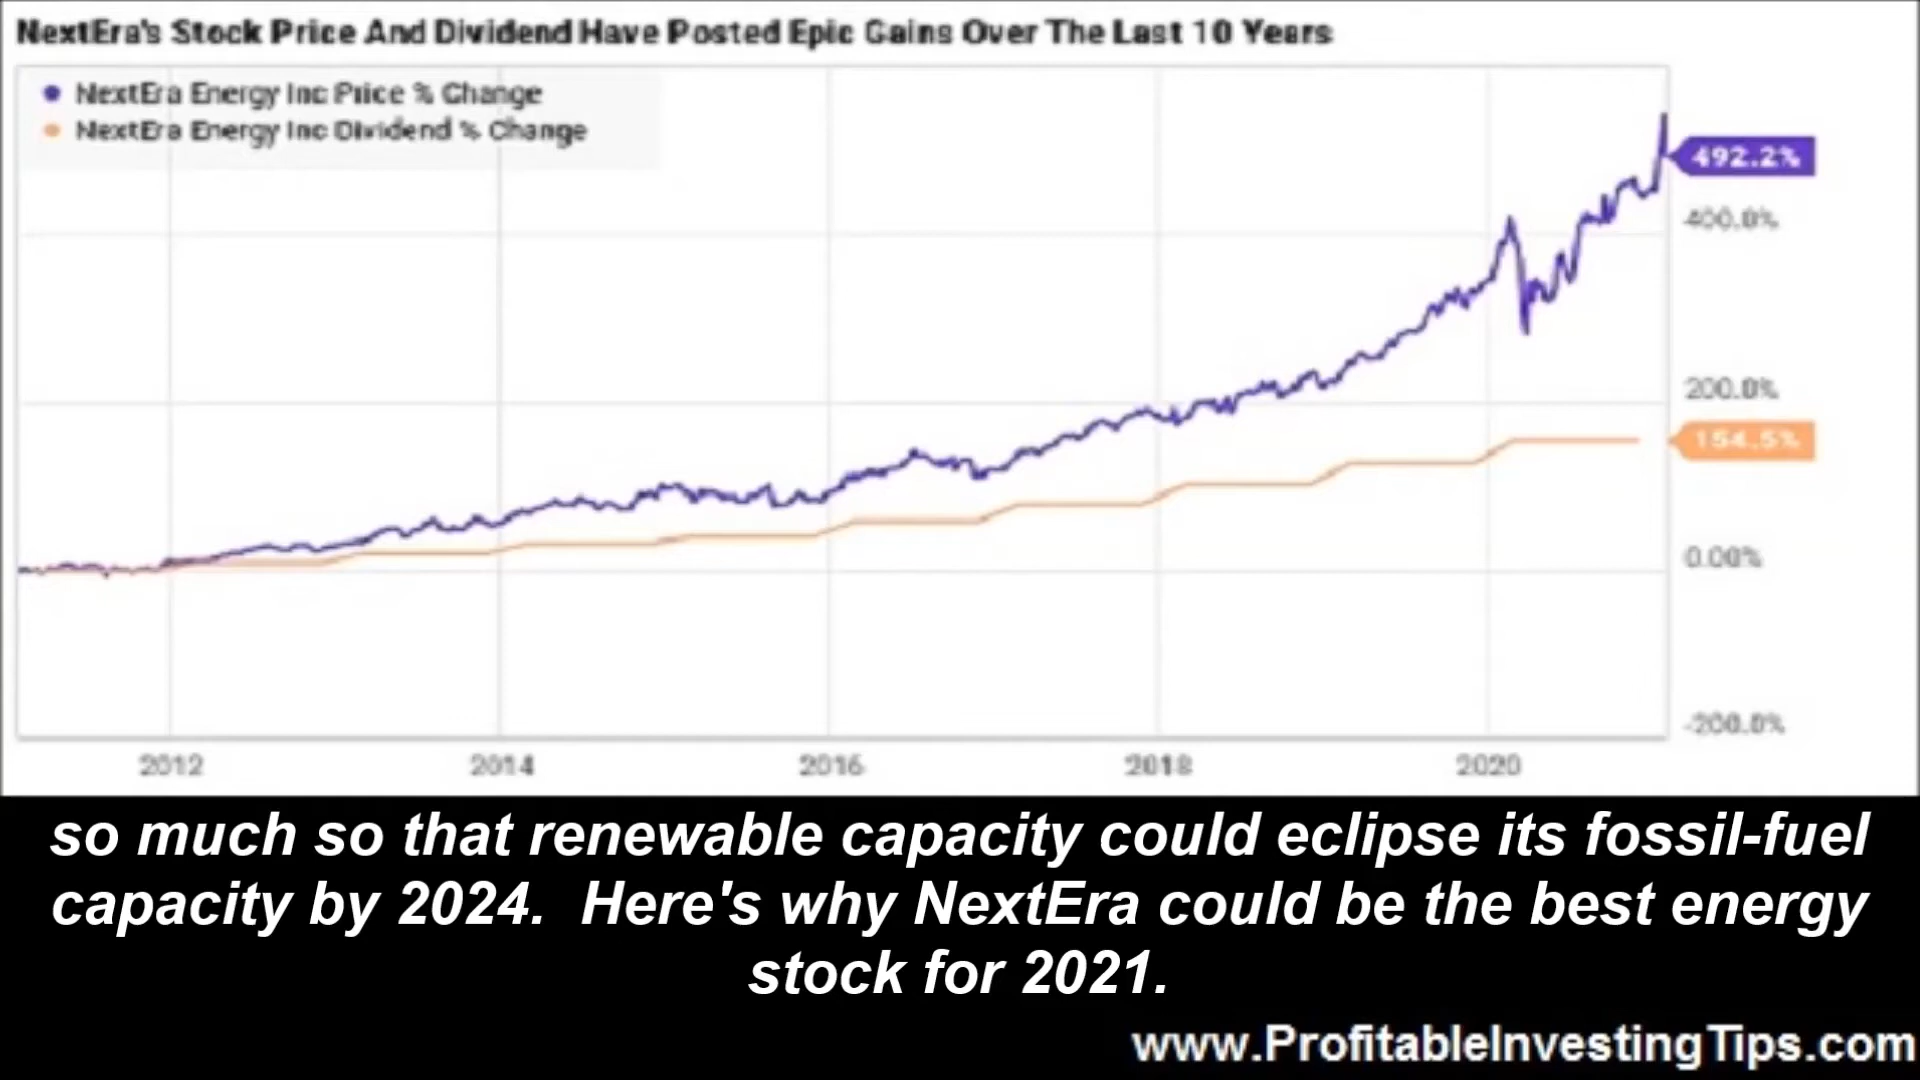 NextEra's Stock Price And Dividend Have Posted Epic Gains Over The Last 10 Years
NextEra Energy Inc Price % Change
NextEra Energy Inc Dividend % Change
492.2%
400.0%
200.0%
154.5%
0.00%
-200.0%
2012 2014 2016 2018 2020
so much so that renewable capacity could eclipse its fossil-fuel
capacity by 2024. Here's why NextEra could be the best energy
stock for 2021.
www.ProfitableInvestingTips.com